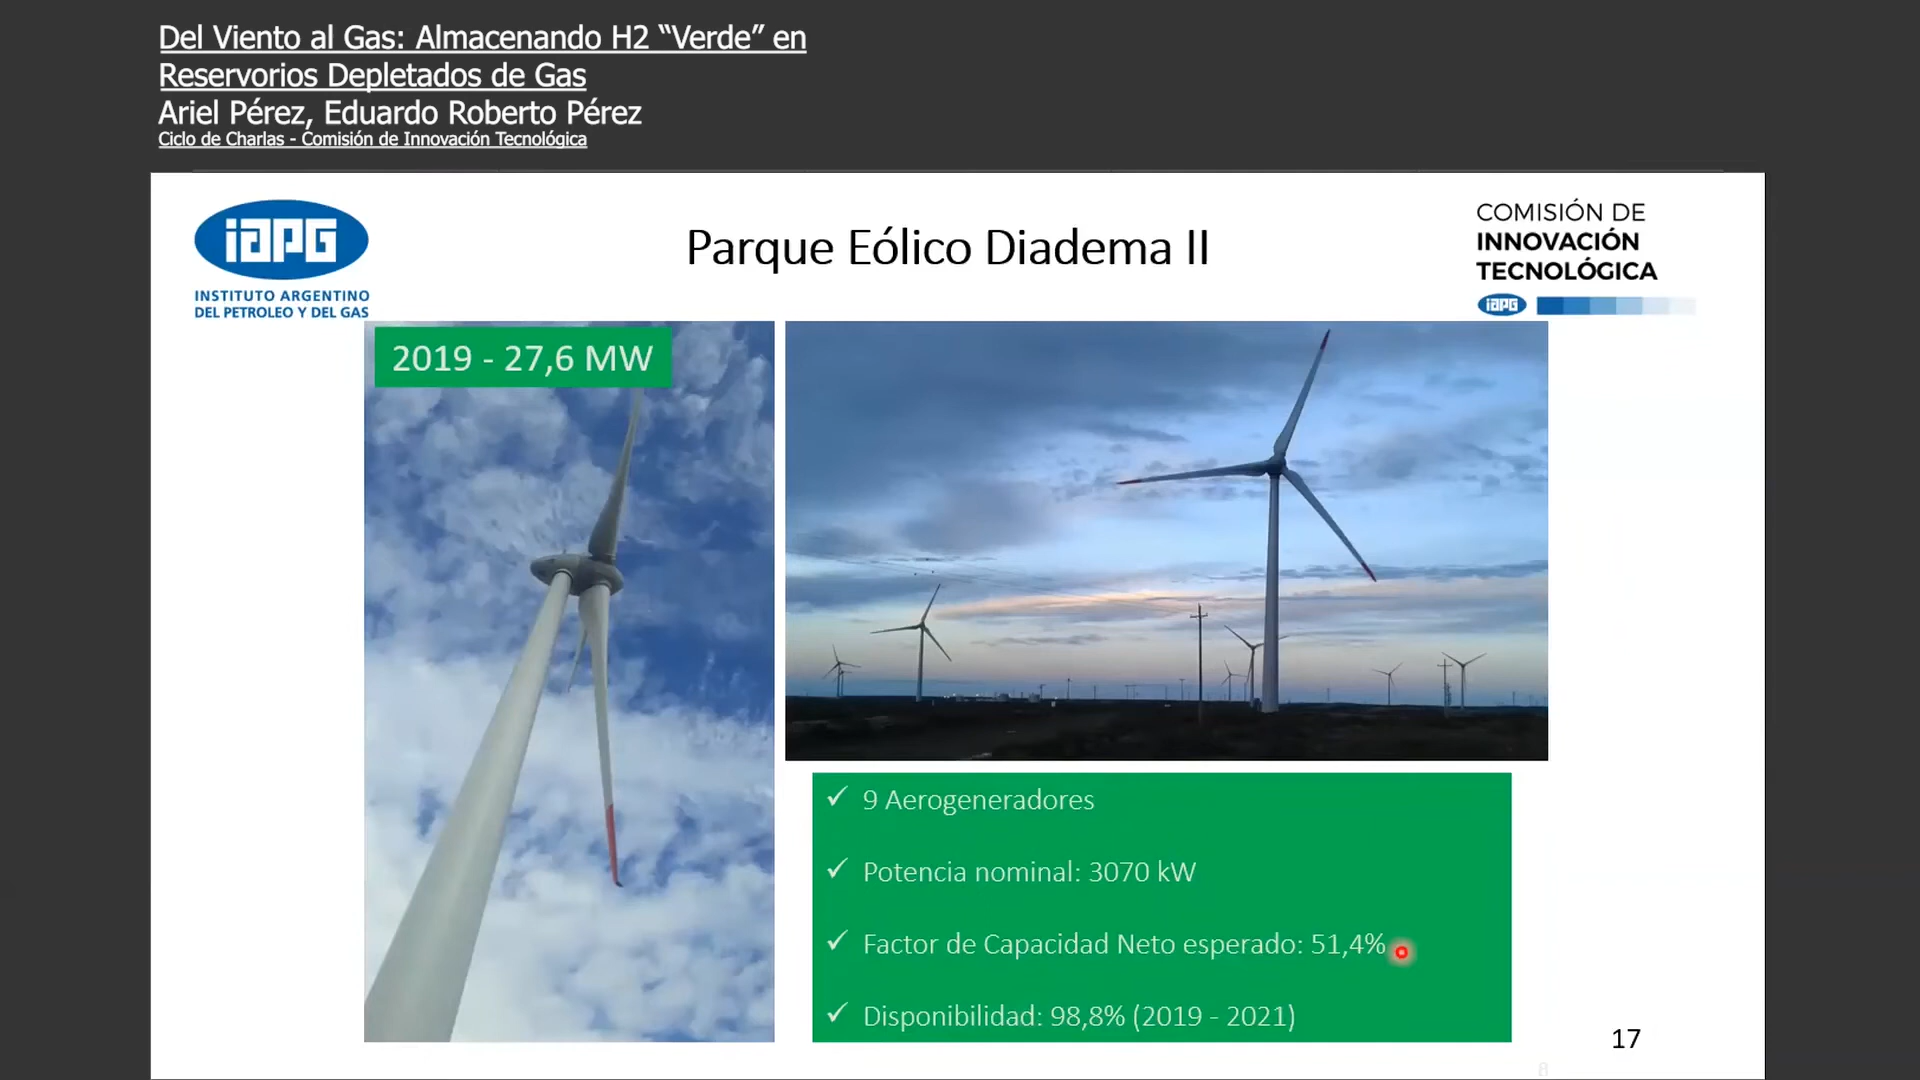 Del Viento al Gas: Almacenando H2 “Verde” en
Reservorios Depletados de Gas
Ariel Pérez, Eduardo Roberto Pérez
Ciclo de Charlas - Comisión de Innovación Tecnológica
iapg
INSTITUTO ARGENTINO
DEL PETROLEO Y DEL GAS
Parque Eólico Diadema II
COMISIÓN DE
INNOVACIÓN
TECNOLÓGICA
iapg
2019 - 27,6 MW
✓ 9 Aerogeneradores
✓ Potencia nominal: 3070 kW
✓ Factor de Capacidad Neto esperado: 51,4%
✓ Disponibilidad: 98,8% (2019 - 2021)
17
8